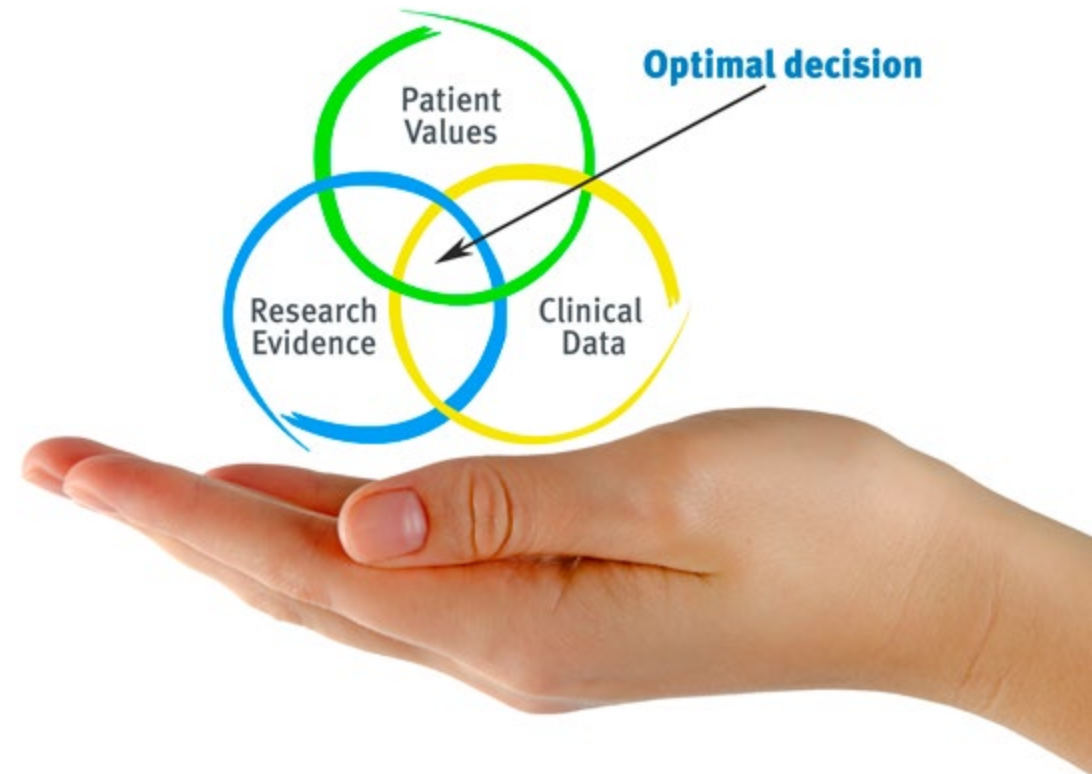 Optimal decision
Patient
Values
Research
Evidence
Clinical
Data